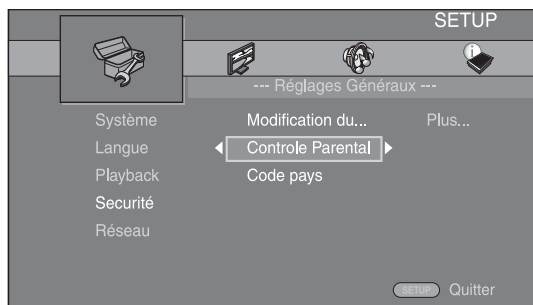 SETUP
--- Réglages Généraux ---
Système Modification du... Plus...
Langue Controle Parental
Playback Code pays
Securité
Réseau
SETUP Quitter